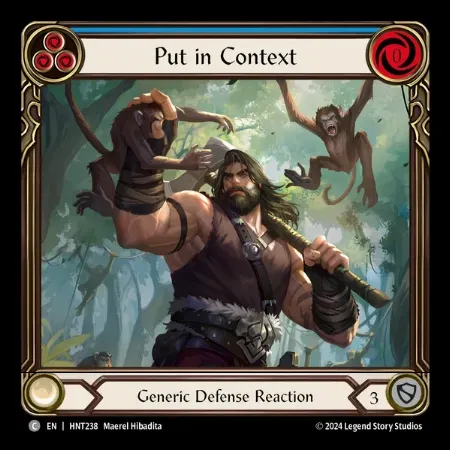 Put in Context
0
Generic Defense Reaction
3
C EN | HNT238 Maerel Hibadita © 2024 Legend Story Studios